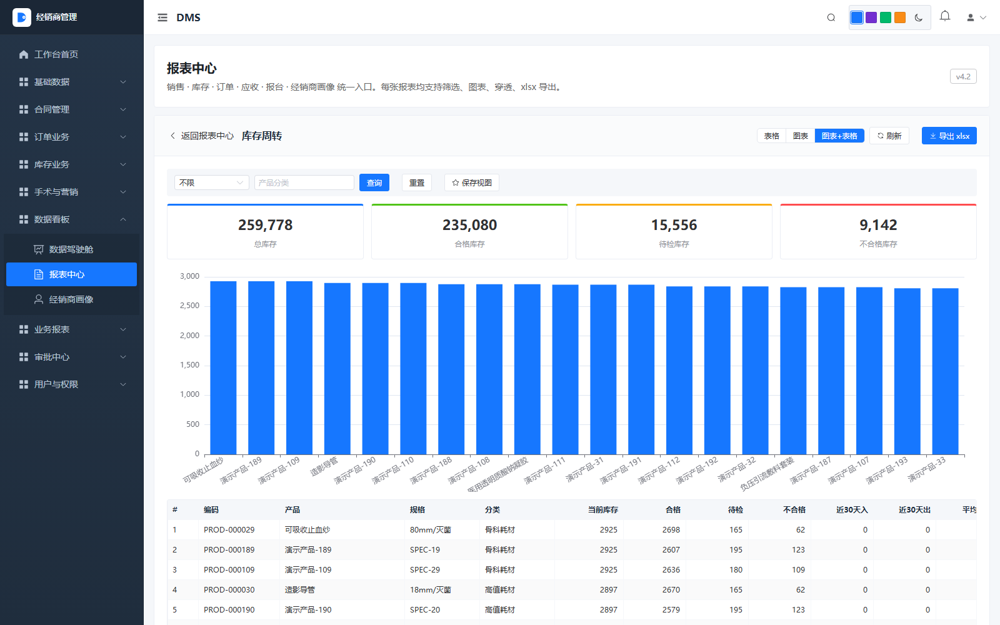 经销商管理
DMS
工作台首页
基础数据
合同管理
订单业务
库存业务
手术与营销
数据看板
数据驾驶舱
报表中心
经销商画像
业务报表
审批中心
用户与权限
报表中心
销售 · 库存 · 订单 · 应收 · 报台 · 经销商画像 统一入口。每张报表均支持筛选、图表、穿透、xlsx 导出。
v4.2
返回报表中心 库存周转
表格 图表 图表+表格 刷新 导出 xlsx
不限 产品分类 查询 重置 保存视图
259,778
总库存
235,080
合格库存
15,556
待检库存
9,142
不合格库存
3,000
2,500
2,000
1,500
1,000
500
0
可吸收止血纱
演示产品-189
演示产品-109
造影导管
演示产品-190
演示产品-110
演示产品-188
演示产品-108
医用透明质酸钠凝胶
演示产品-111
演示产品-31
演示产品-191
演示产品-112
演示产品-192
演示产品-32
负压引流敷料套装
演示产品-187
演示产品-107
演示产品-193
演示产品-33
# 编码 产品 规格 分类 当前库存 合格 待检 不合格 近30天入 近30天出 平均
1 PROD-000029 可吸收止血纱 80mm/灭菌 骨科耗材 2925 2698 165 62 0 0
2 PROD-000189 演示产品-189 SPEC-19 骨科耗材 2925 2607 195 123 0 0
3 PROD-000109 演示产品-109 SPEC-29 骨科耗材 2925 2636 180 109 0 0
4 PROD-000030 造影导管 18mm/灭菌 高值耗材 2897 2670 165 62 0 0
5 PROD-000190 演示产品-190 SPEC-20 高值耗材 2897 2579 195 123 0 0